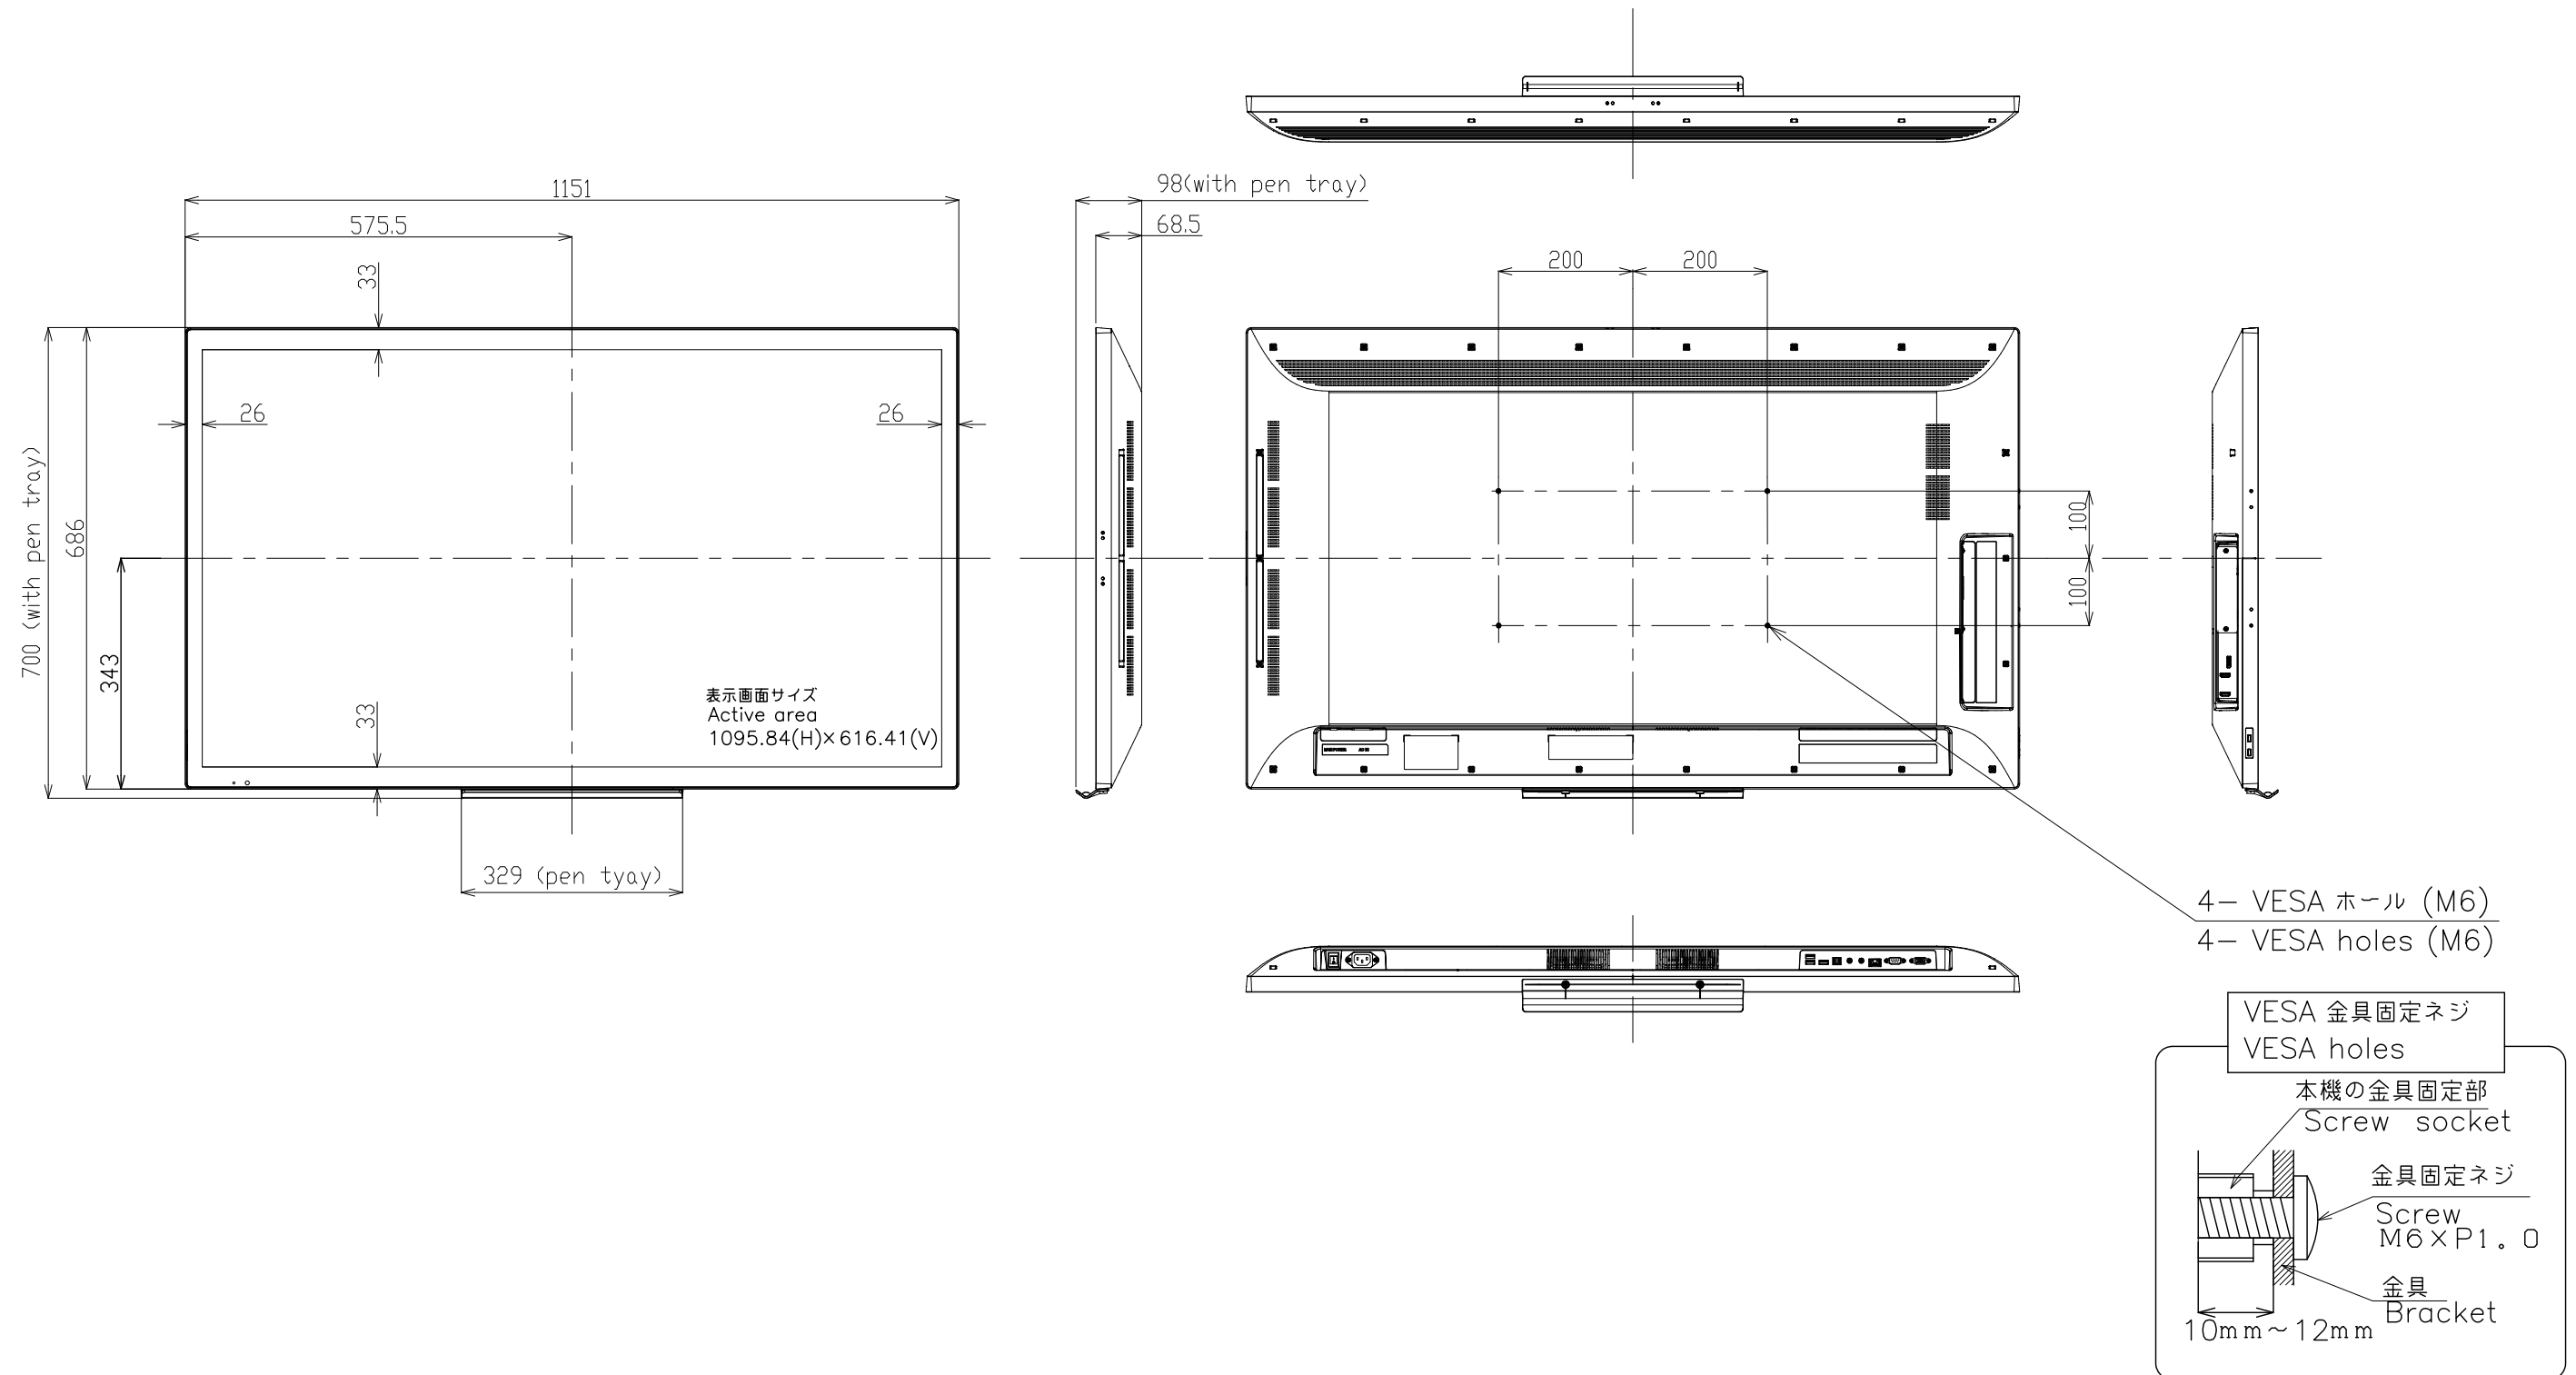 98(with pen tray)
1151
68.5
575.5
33
200
200
26
26
100
700 (with pen tray)
686
100
343
表示画面サイズ
Active area
1095.84(H)×616.41(V)
33
329 (pen tyay)
4− VESA ホール (M6)
4− VESA holes (M6)
VESA 金具固定ネジ
VESA holes
本機の金具固定部
Screw socket
金具固定ネジ
Screw
M6×P1. 0
金具
Bracket
10mm～12mm